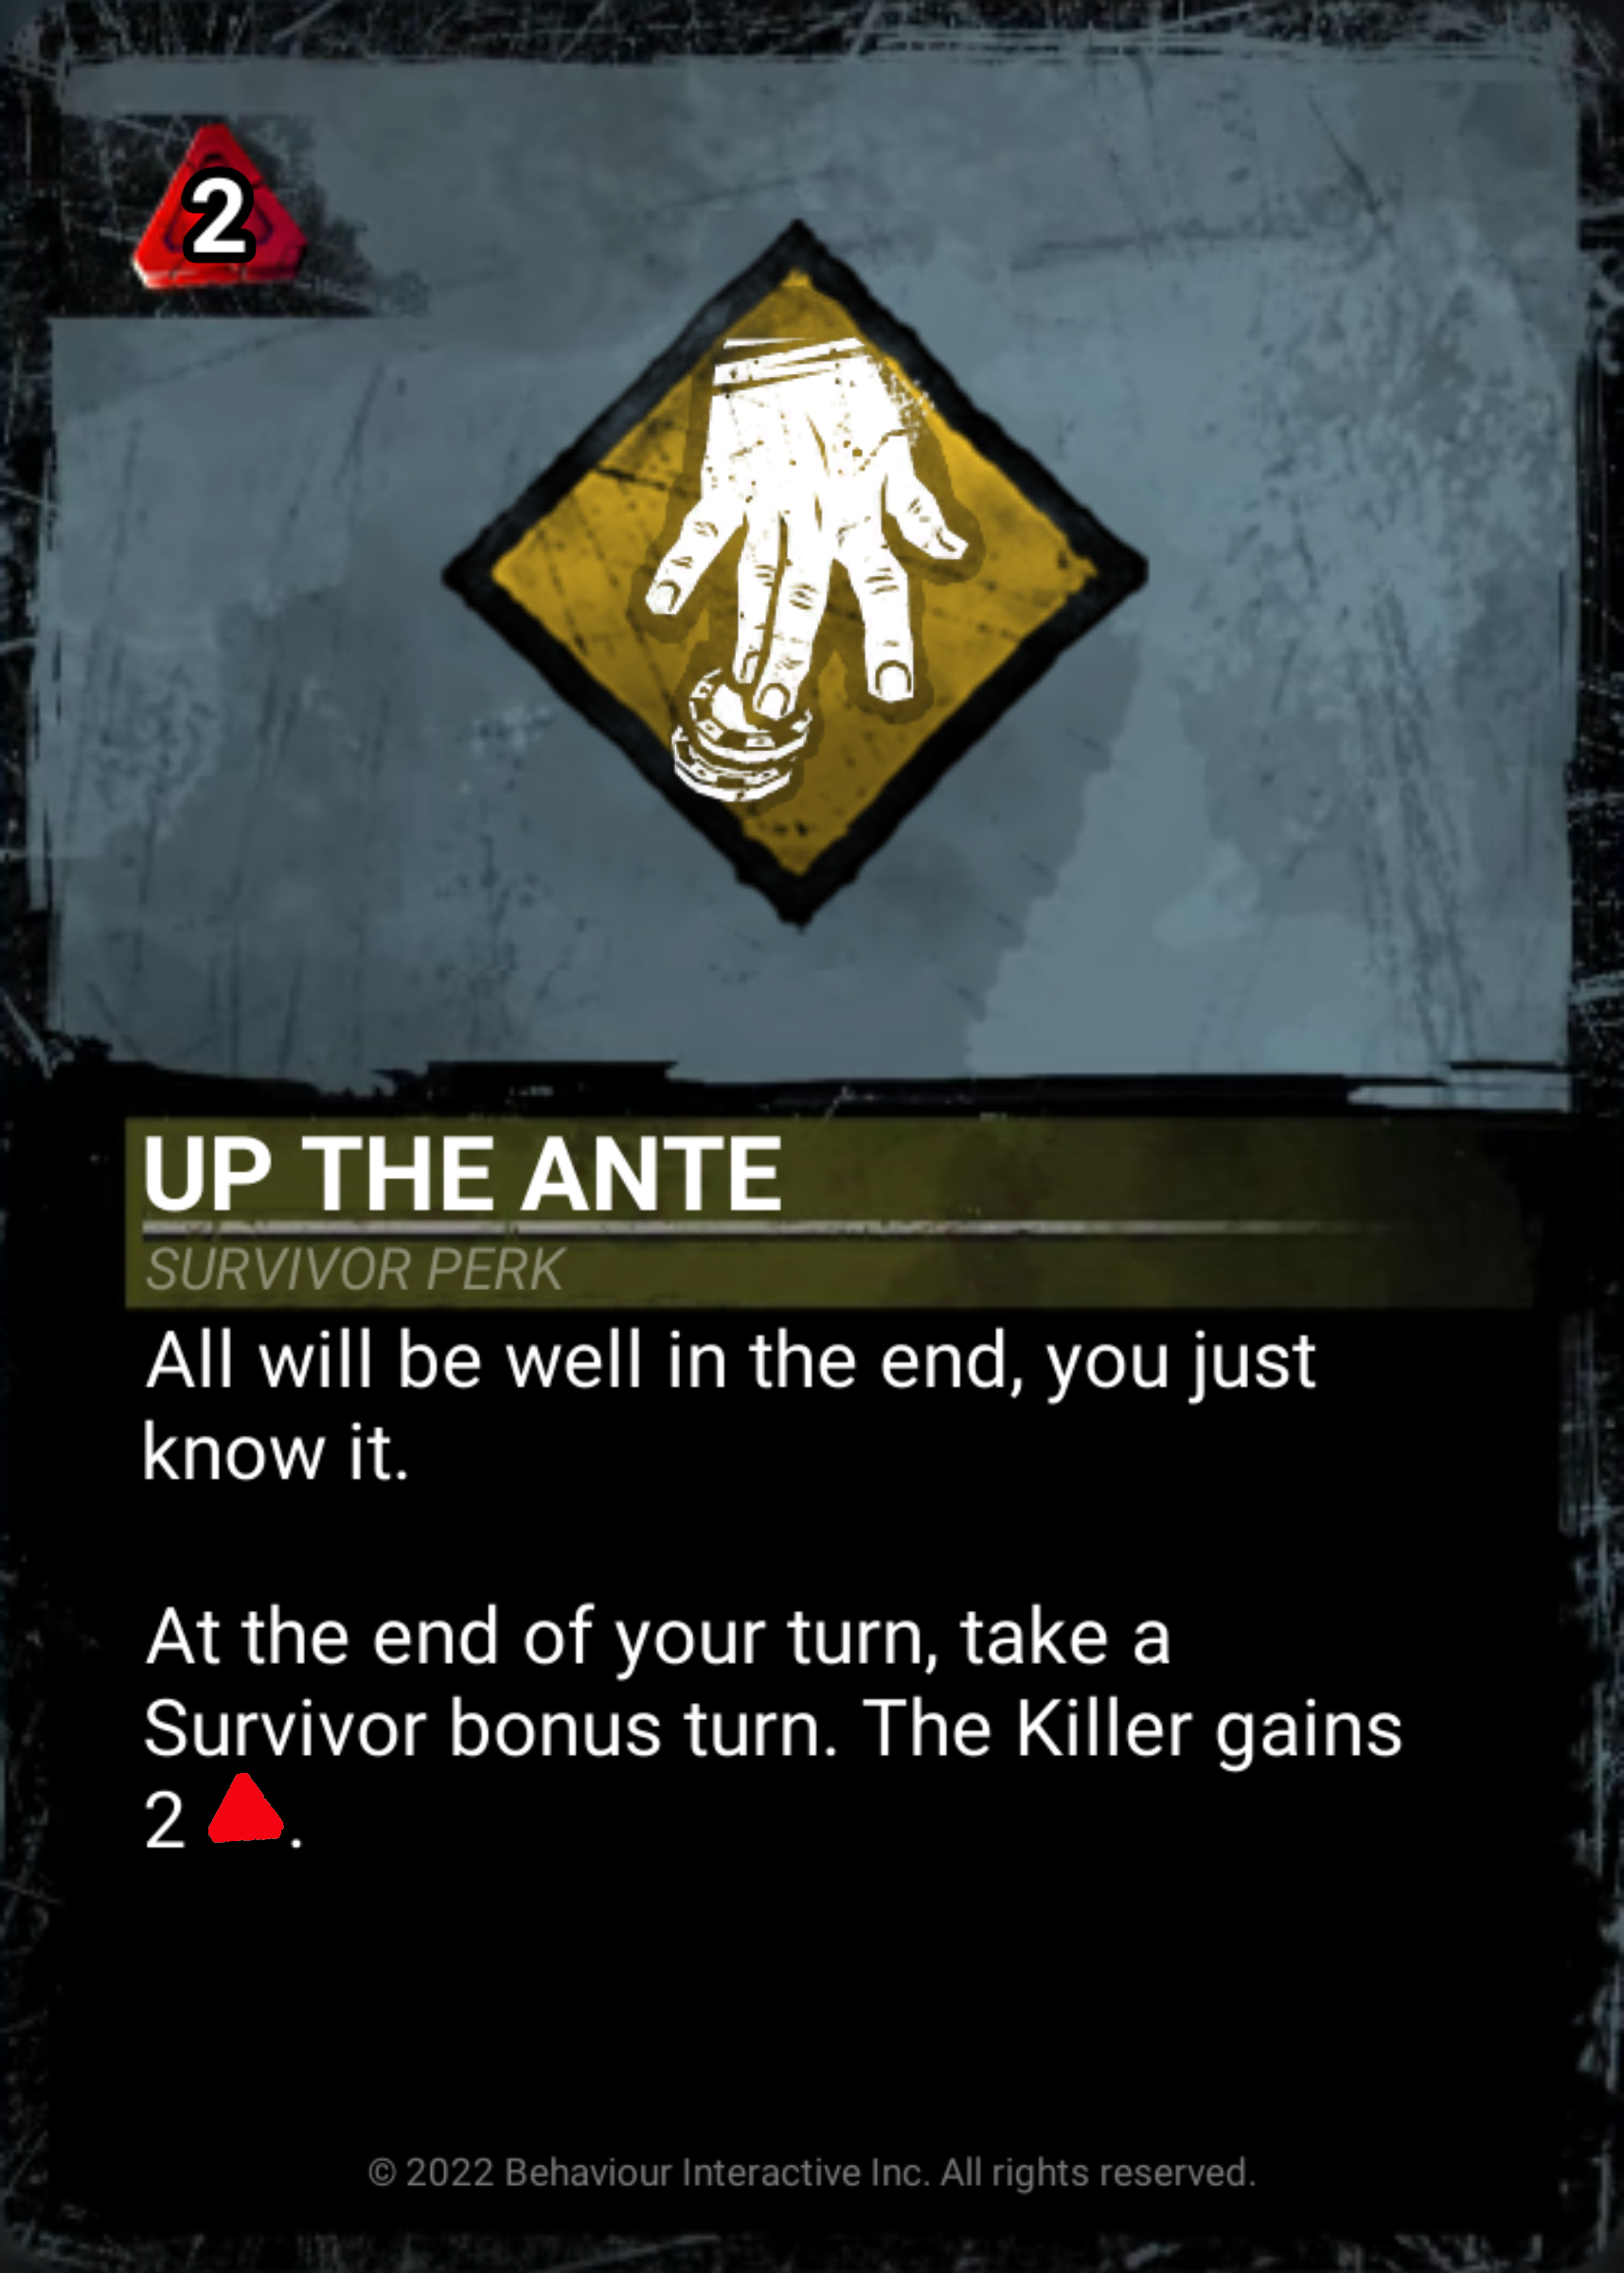 2
UP THE ANTE
SURVIVOR PERK
All will be well in the end, you just
know it.
At the end of your turn, take a
Survivor bonus turn. The Killer gains
2 .
© 2022 Behaviour Interactive Inc. All rights reserved.